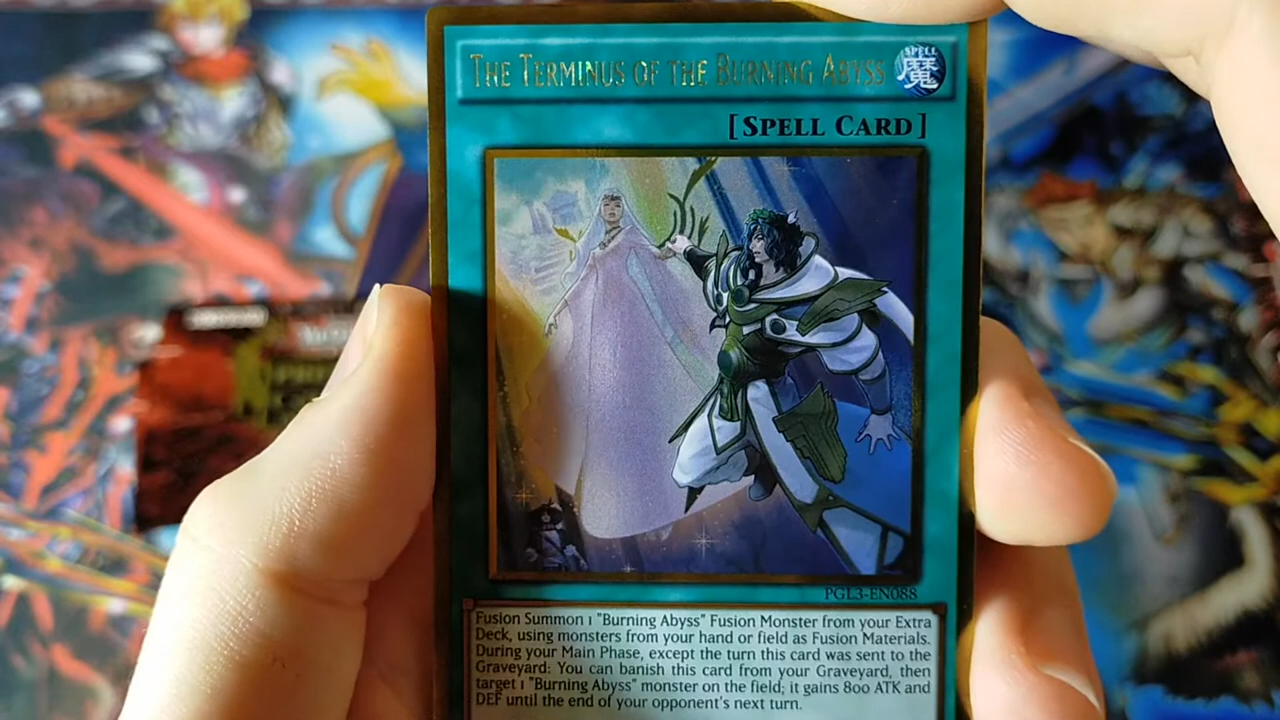 THE TERMINUS OF THE BURNING ABYSS
SPELL
魔
[SPELL CARD]
PGL3-EN088
Fusion Summon 1 "Burning Abyss" Fusion Monster from your Extra
Deck, using monsters from your hand or field as Fusion Materials.
During your Main Phase, except the turn this card was sent to the
Graveyard: You can banish this card from your Graveyard, then
target 1 "Burning Abyss" monster on the field; it gains 800 ATK and
DEF until the end of your opponent's next turn.